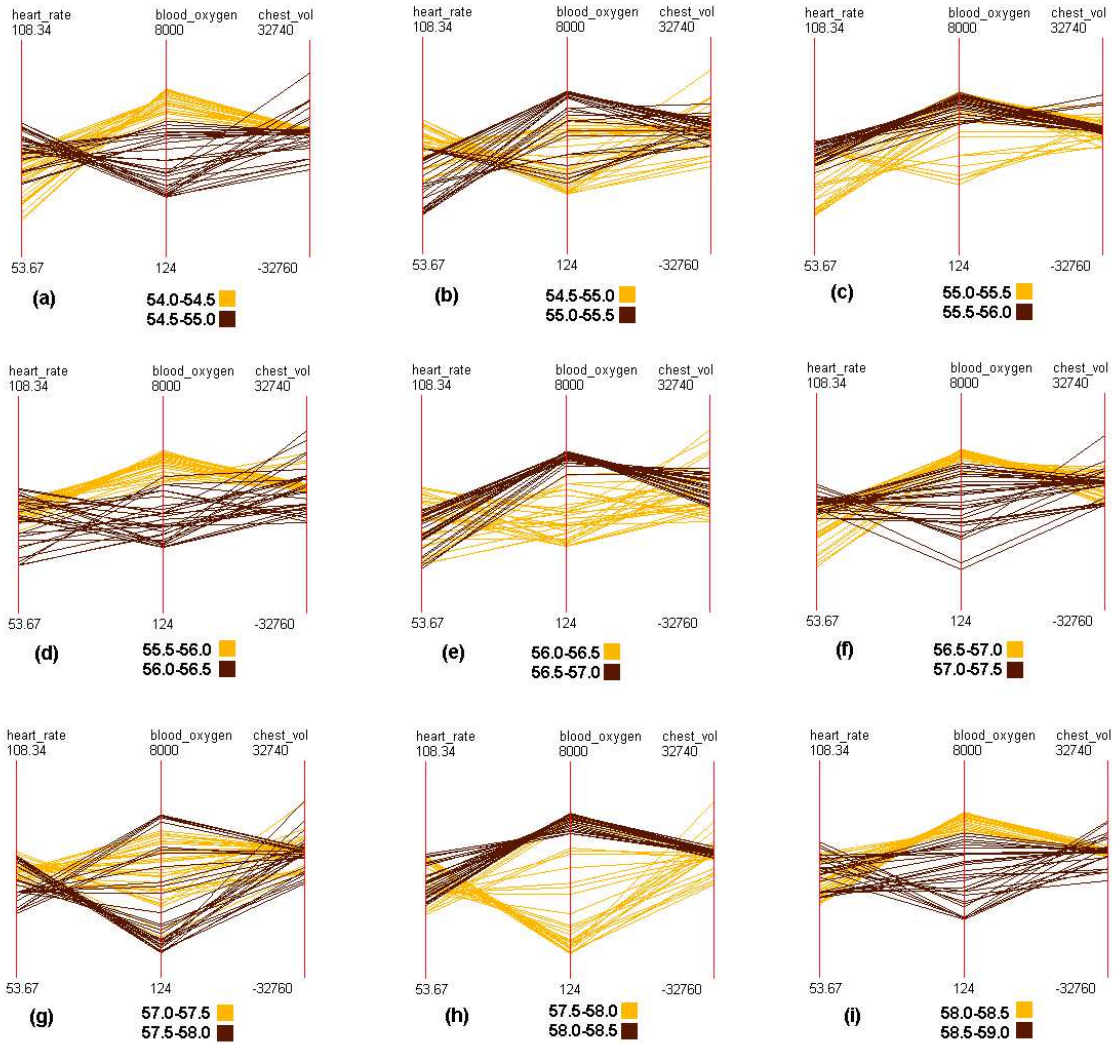 heart_rate blood_oxygen chest_vol
108.34 8000 32740
53.67 124 -32760
(a) 54.0-54.5
54.5-55.0
heart_rate blood_oxygen chest_vol
108.34 8000 32740
53.67 124 -32760
(b) 54.5-55.0
55.0-55.5
heart_rate blood_oxygen chest_vol
108.34 8000 32740
53.67 124 -32760
(c) 55.0-55.5
55.5-56.0
heart_rate blood_oxygen chest_vol
108.34 8000 32740
53.67 124 -32760
(d) 55.5-56.0
56.0-56.5
heart_rate blood_oxygen chest_vol
108.34 8000 32740
53.67 124 -32760
(e) 56.0-56.5
56.5-57.0
heart_rate blood_oxygen chest_vol
108.34 8000 32740
53.67 124 -32760
(f) 56.5-57.0
57.0-57.5
heart_rate blood_oxygen chest_vol
108.34 8000 32740
53.67 124 -32760
(g) 57.0-57.5
57.5-58.0
heart_rate blood_oxygen chest_vol
108.34 8000 32740
53.67 124 -32760
(h) 57.5-58.0
58.0-58.5
heart_rate blood_oxygen chest_vol
108.34 8000 32740
53.67 124 -32760
(i) 58.0-58.5
58.5-59.0